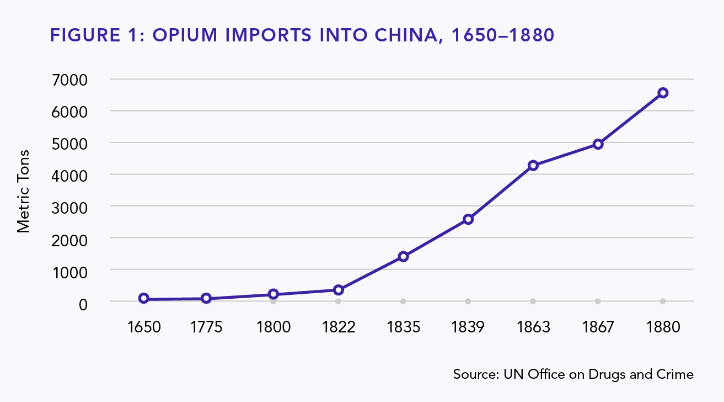 FIGURE 1: OPIUM IMPORTS INTO CHINA, 1650–1880
7000
6000
5000
4000
3000
2000
1000
0
Metric Tons
1650 1775 1800 1822 1835 1839 1863 1867 1880
Source: UN Office on Drugs and Crime